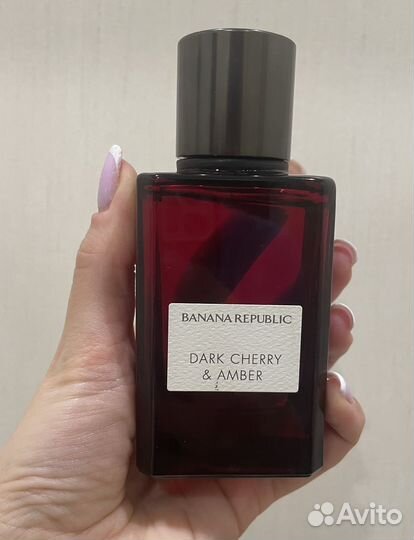 BANANA REPUBLIC
DARK CHERRY
& AMBER
Avito